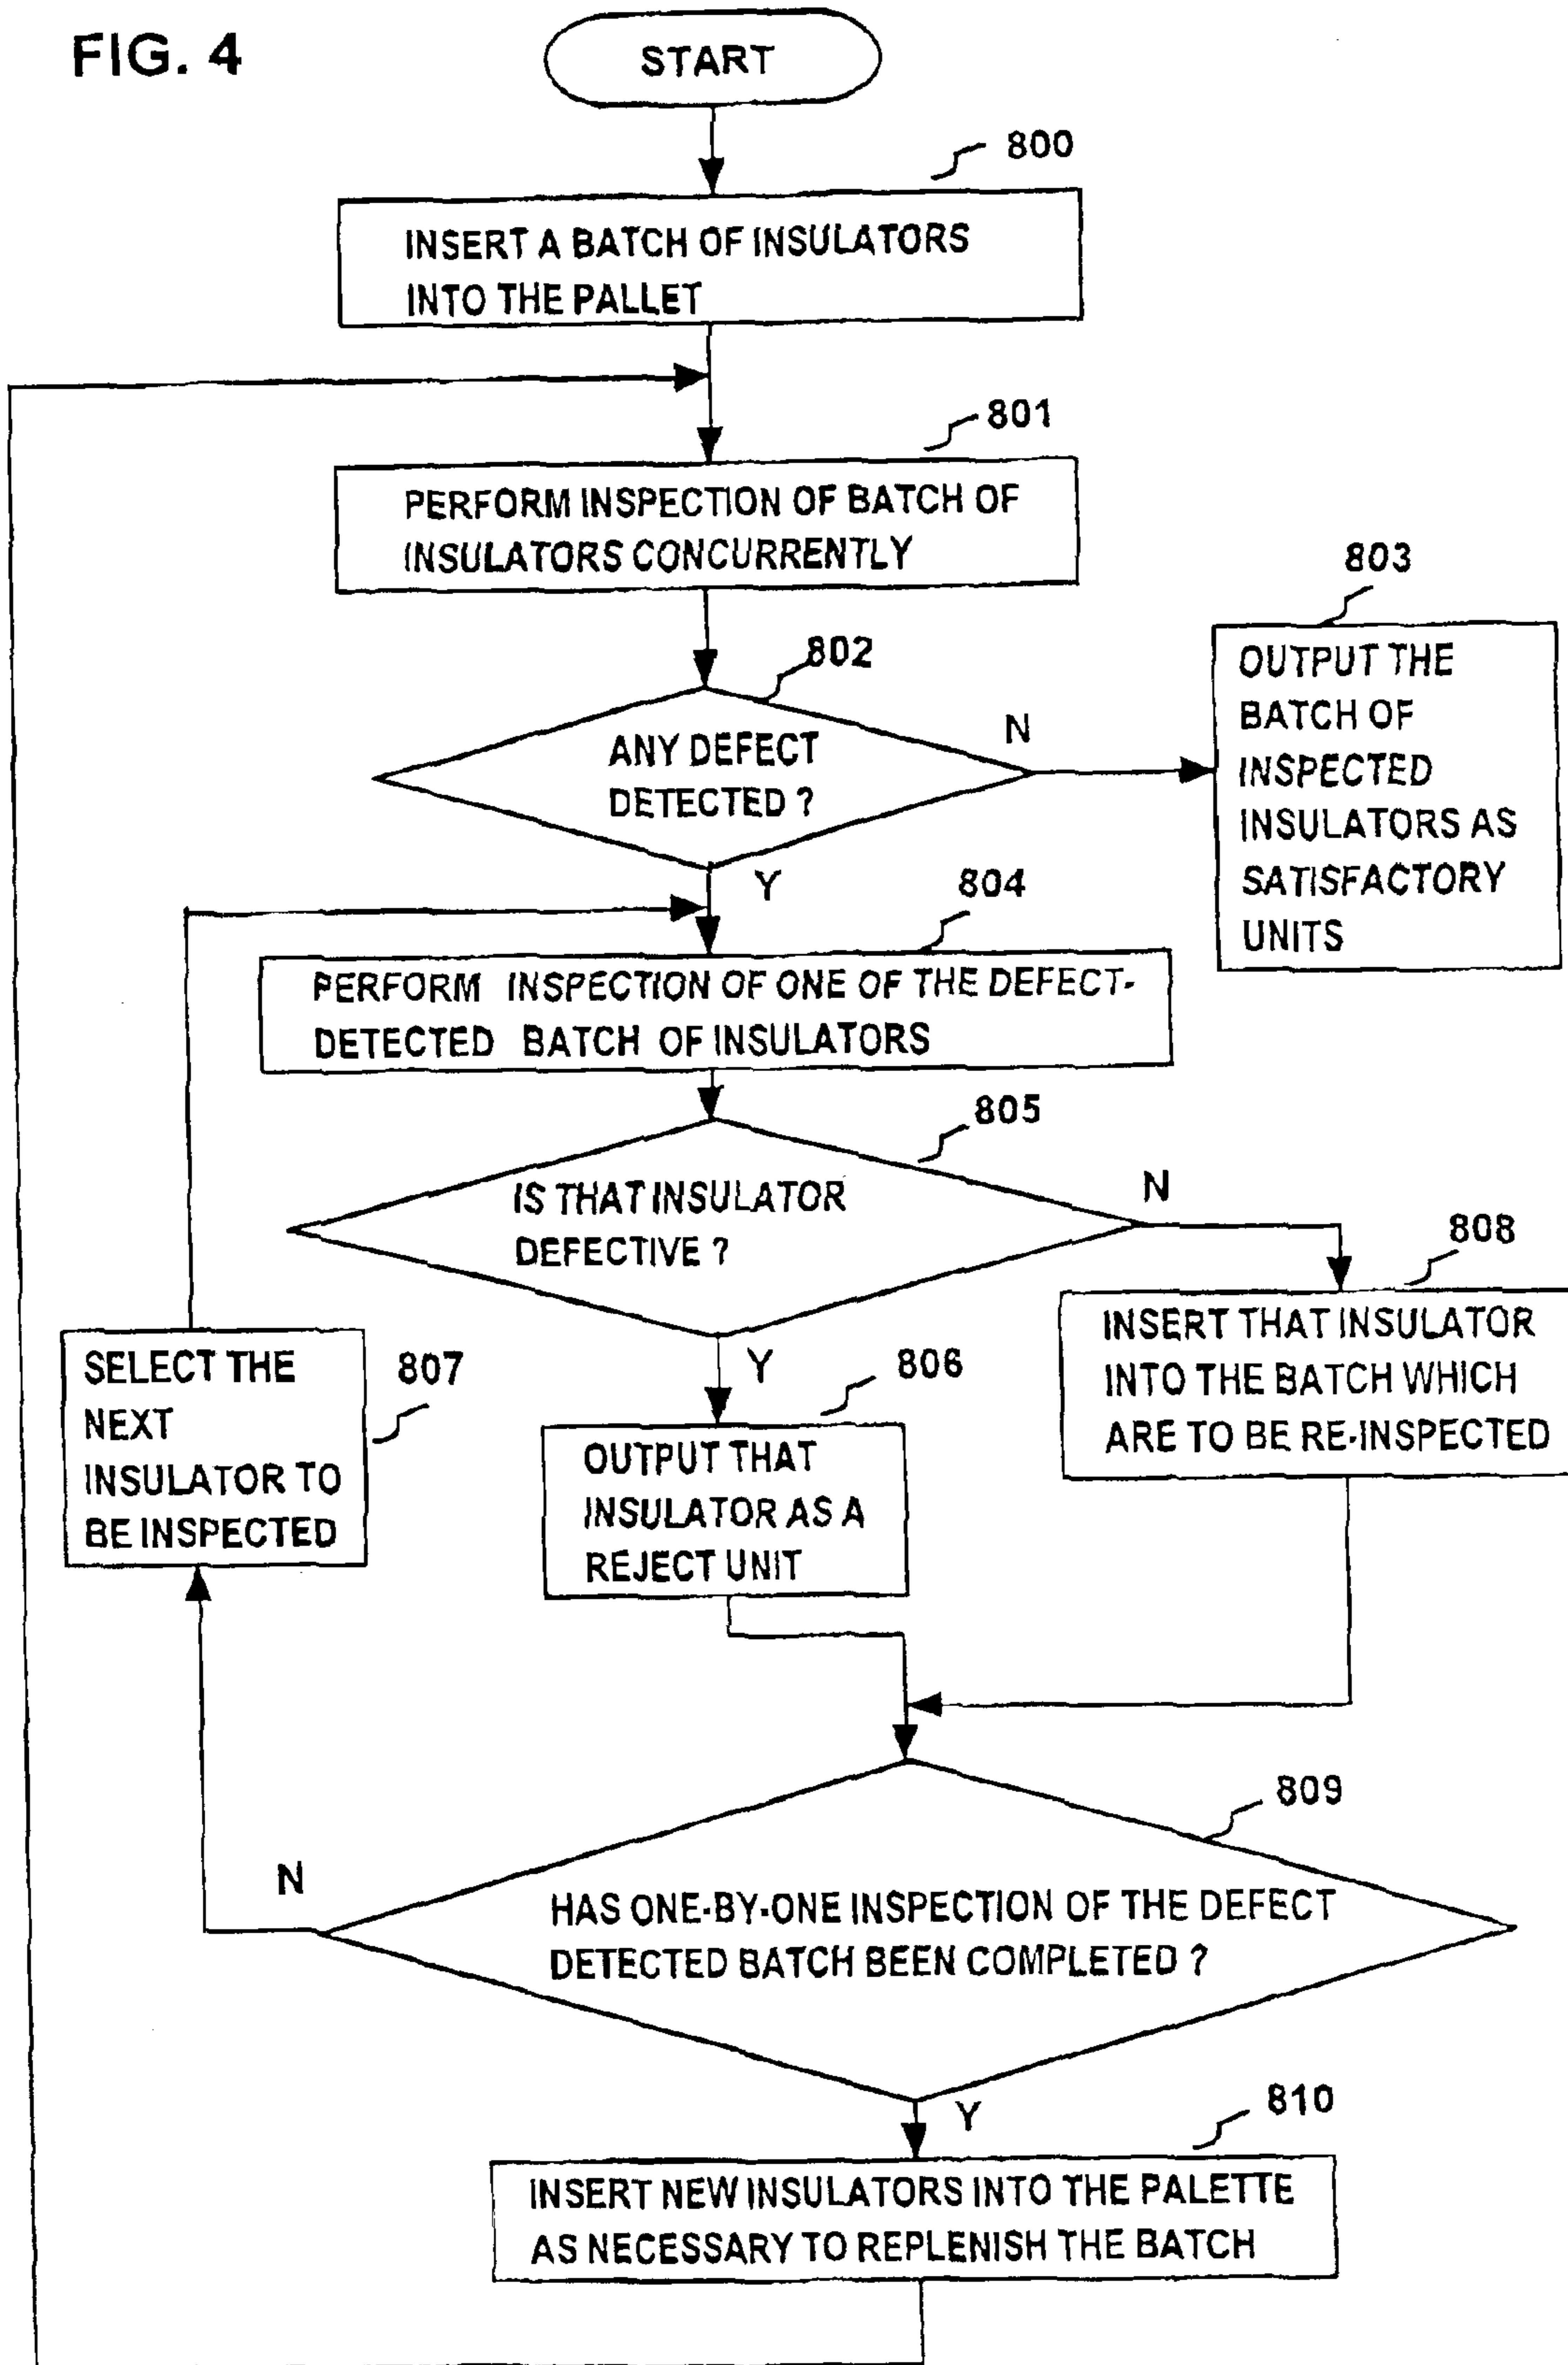 FIG. 4
START
800
INSERT A BATCH OF INSULATORS
INTO THE PALLET
801
PERFORM INSPECTION OF BATCH OF
INSULATORS CONCURRENTLY
802
ANY DEFECT
DETECTED ?
N
Y
803
OUTPUT THE
BATCH OF
INSPECTED
INSULATORS AS
SATISFACTORY
UNITS
804
PERFORM INSPECTION OF ONE OF THE DEFECT-
DETECTED BATCH OF INSULATORS
805
IS THAT INSULATOR
DEFECTIVE ?
N
Y
808
INSERT THAT INSULATOR
INTO THE BATCH WHICH
ARE TO BE RE-INSPECTED
806
OUTPUT THAT
INSULATOR AS A
REJECT UNIT
SELECT THE
NEXT
INSULATOR TO
BE INSPECTED
807
809
HAS ONE-BY-ONE INSPECTION OF THE DEFECT
DETECTED BATCH BEEN COMPLETED ?
N
Y
810
INSERT NEW INSULATORS INTO THE PALETTE
AS NECESSARY TO REPLENISH THE BATCH